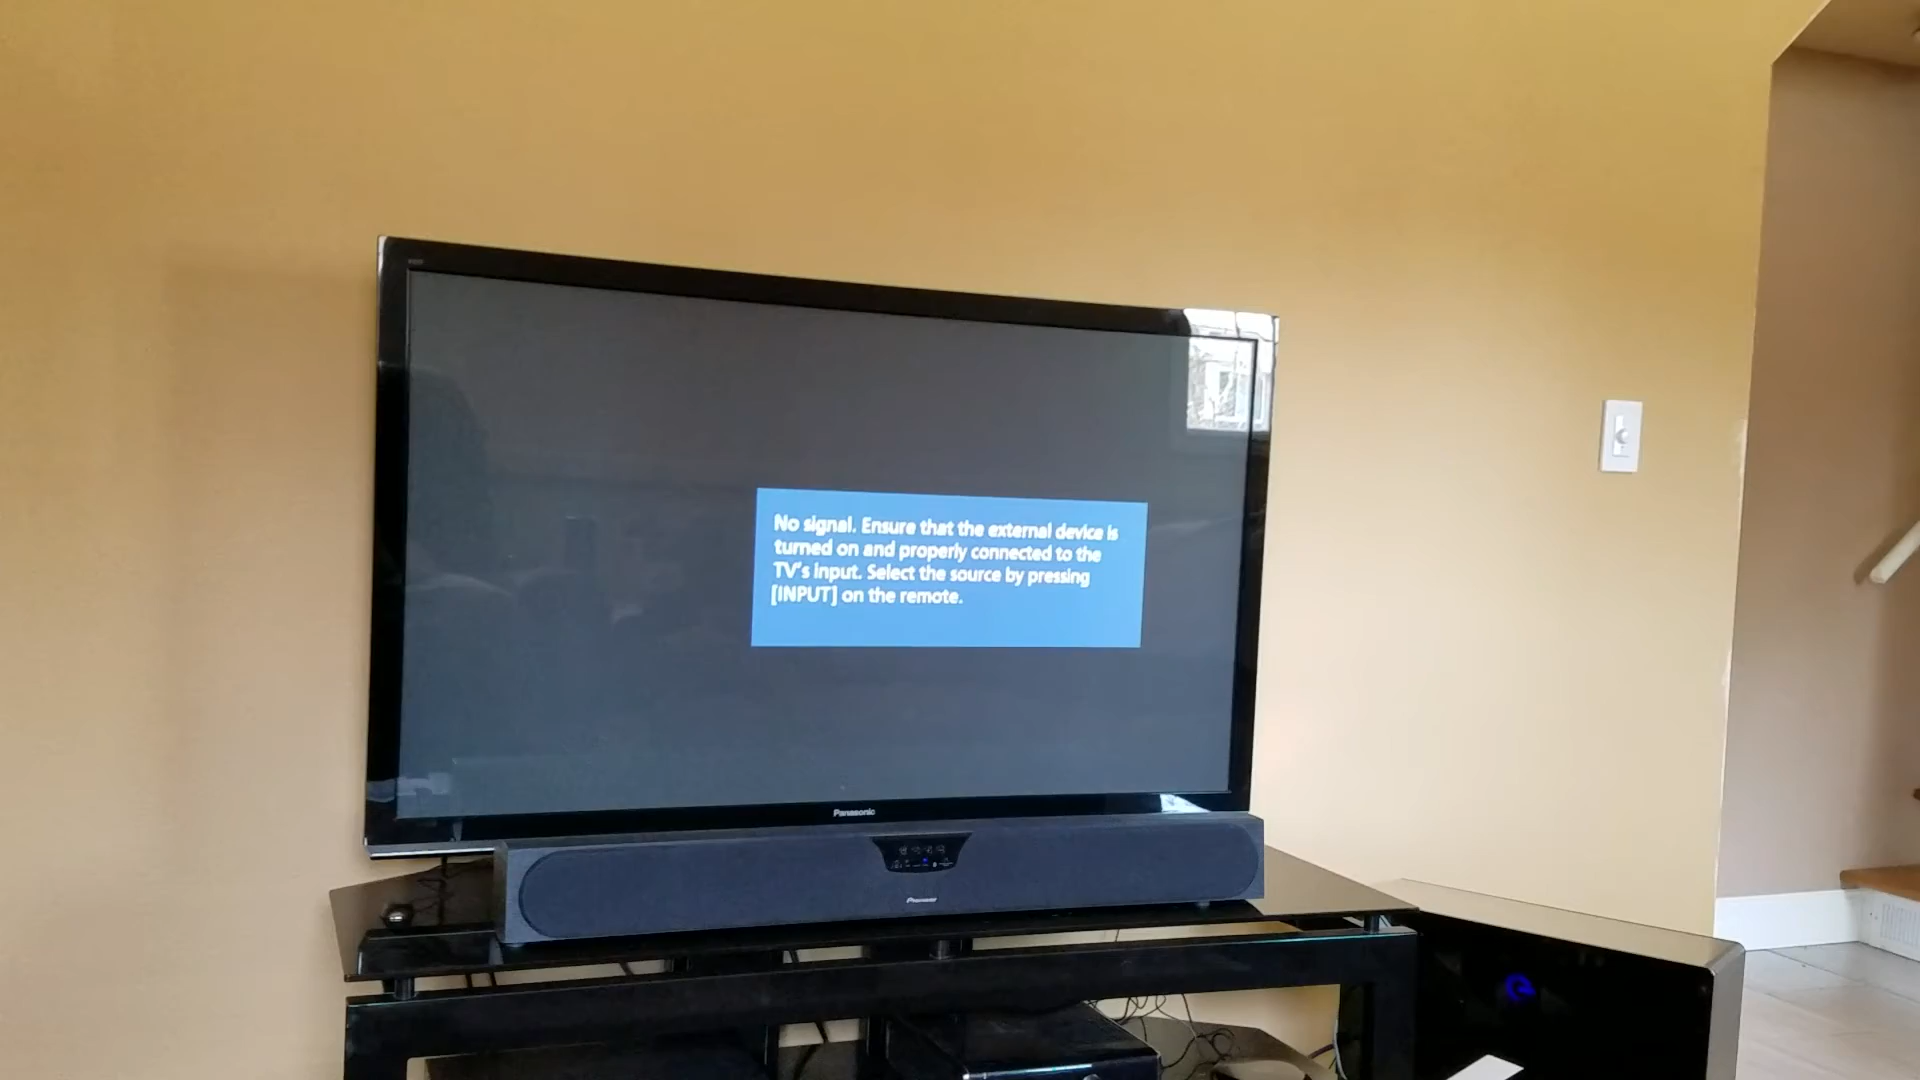 No signal. Ensure that the external device is
turned on and properly connected to the
TV's input. Select the source by pressing
[INPUT] on the remote.
Panasonic
Pioneer